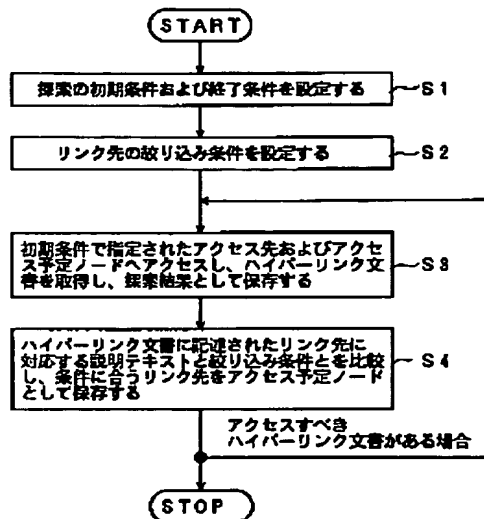 START
探索の初期条件および終了条件を設定する
S1
リンク先の絞り込み条件を設定する
S2
初期条件で指定されたアクセス先およびアクセ
ス予定ノードへアクセスし、ハイパーリンク文
書を取得し、探索結果として保存する
S3
ハイパーリンク文書に記述されたリンク先に
対応する説明テキストと絞り込み条件とを比較
し、条件に合うリンク先をアクセス予定ノード
として保存する
S4
アクセスすべき
ハイパーリンク文書がある場合
STOP